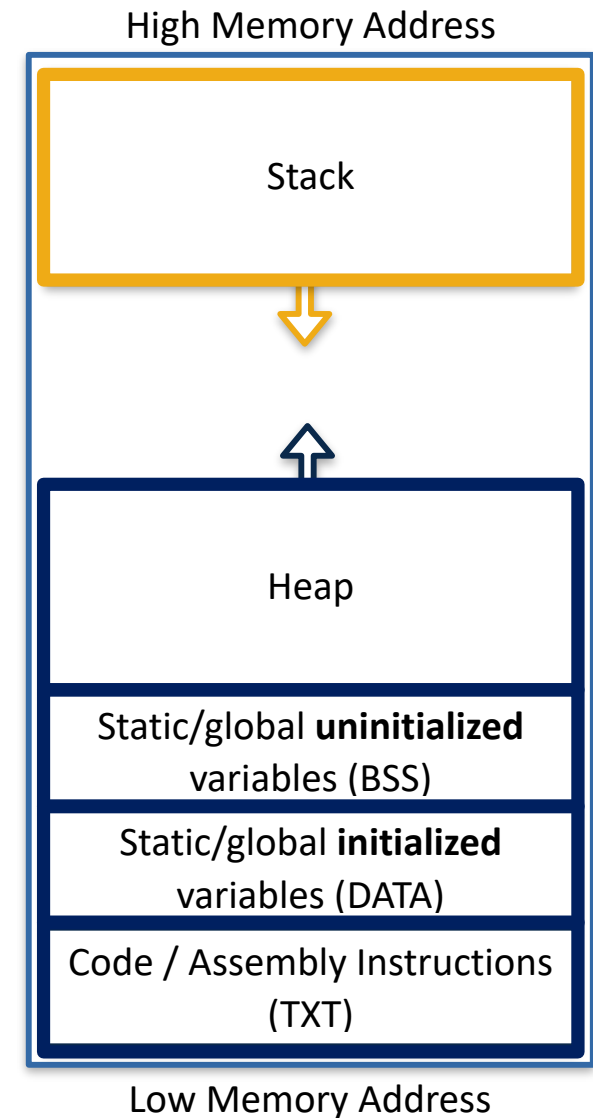 High Memory Address
Stack
Heap
Static/global uninitialized
variables (BSS)
Static/global initialized
variables (DATA)
Code / Assembly Instructions
(TXT)
Low Memory Address